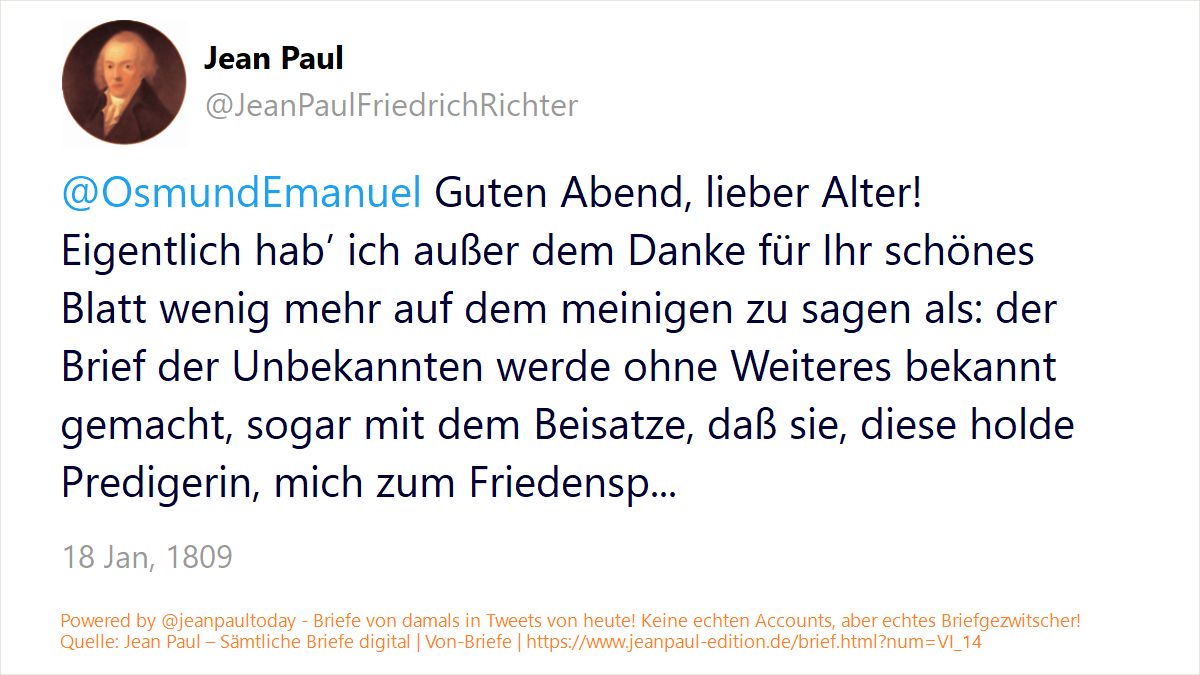 Jean Paul
@JeanPaulFriedrichRichter
@OsmundEmanuel Guten Abend, lieber Alter!
Eigentlich hab’ ich außer dem Danke für Ihr schönes
Blatt wenig mehr auf dem meinigen zu sagen als: der
Brief der Unbekannten werde ohne Weiteres bekannt
gemacht, sogar mit dem Beisatze, daß sie, diese holde
Predigerin, mich zum Friedensp...
18 Jan, 1809
Powered by @jeanpaultoday - Briefe von damals in Tweets von heute! Keine echten Accounts, aber echtes Briefgezwitscher!
Quelle: Jean Paul – Sämtliche Briefe digital | Von-Briefe | https://www.jeanpaul-edition.de/brief.html?num=VI_14